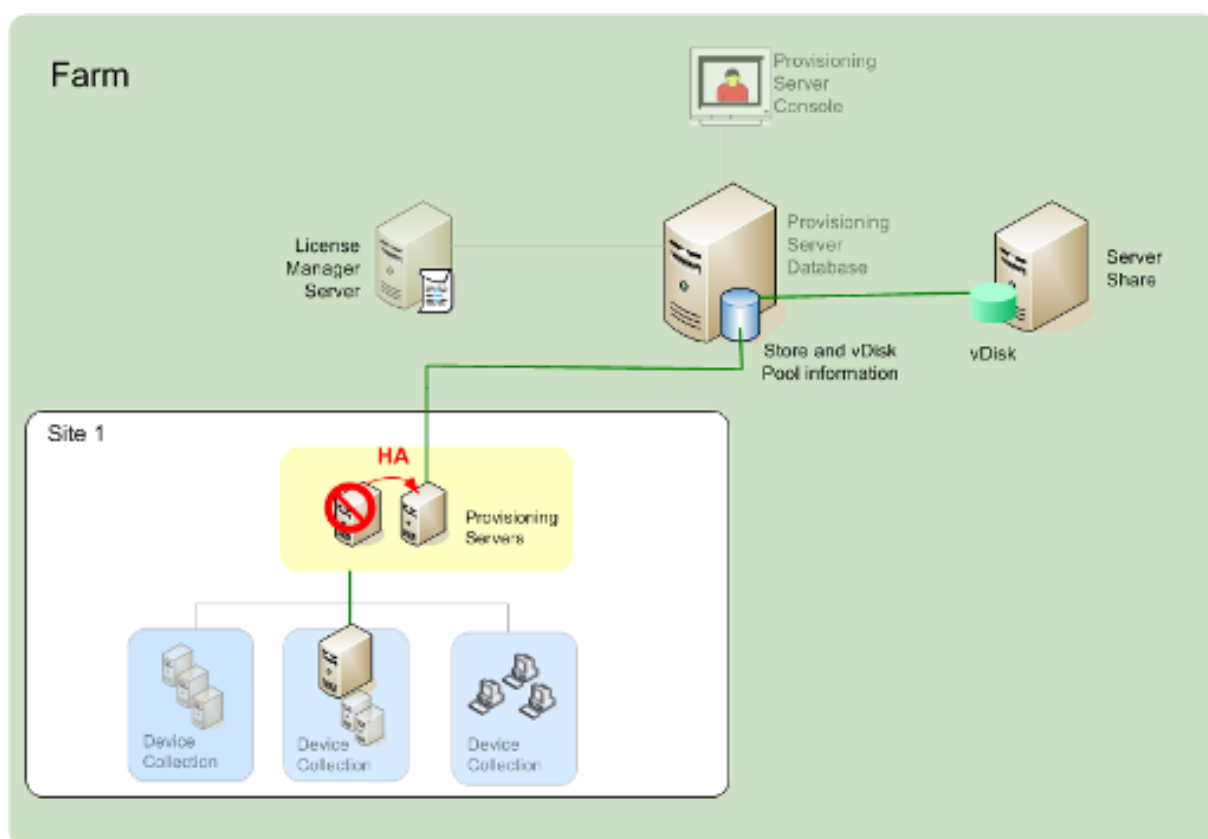 Farm
Provisioning
Server
Console
License
Manager
Server
Provisioning
Server
Database
Server
Share
Store and vDisk
Pool information
vDisk
Site 1
HA
Provisioning
Servers
Device
Collection
Device
Collection
Device
Collection